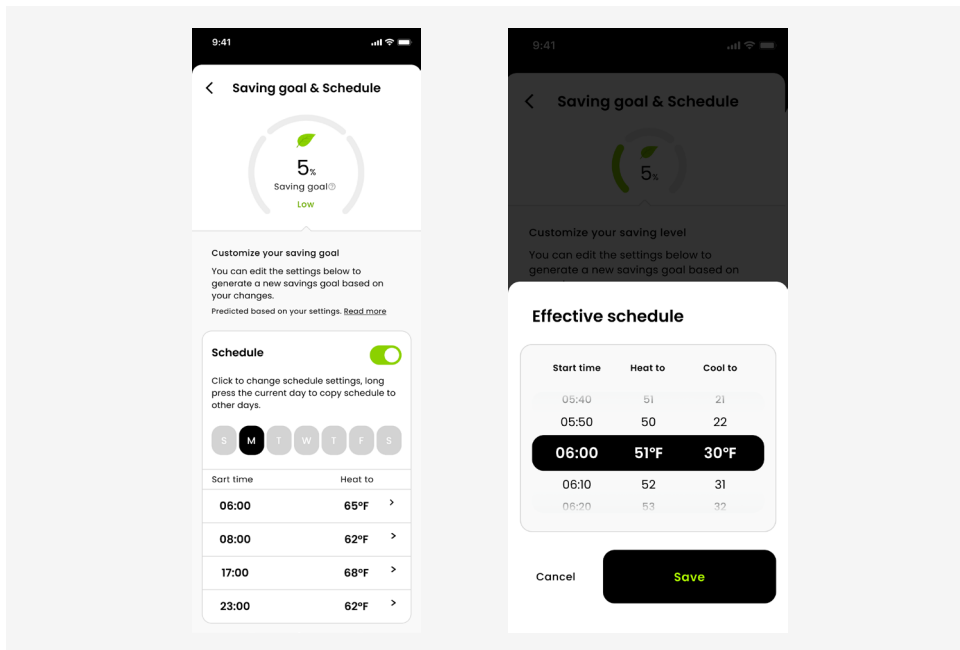 9:41
Saving goal & Schedule
5%
Saving goal?
Low
Customize your saving goal
You can edit the settings below to
generate a new savings goal based on
your changes.
Predicted based on your settings. Read more
Schedule
Click to change schedule settings, long
press the current day to copy schedule to
other days.
S M T W T F S
Sart time Heat to
06:00 65°F >
08:00 62°F >
17:00 68°F >
23:00 62°F >
9:41
Saving goal & Schedule
5%
Customize your saving level
You can edit the settings below to
generate a new savings goal based on
Effective schedule
Start time Heat to Cool to
05:40 51 21
05:50 50 22
06:00 51°F 30°F
06:10 52 31
06:20 53 32
Cancel Save